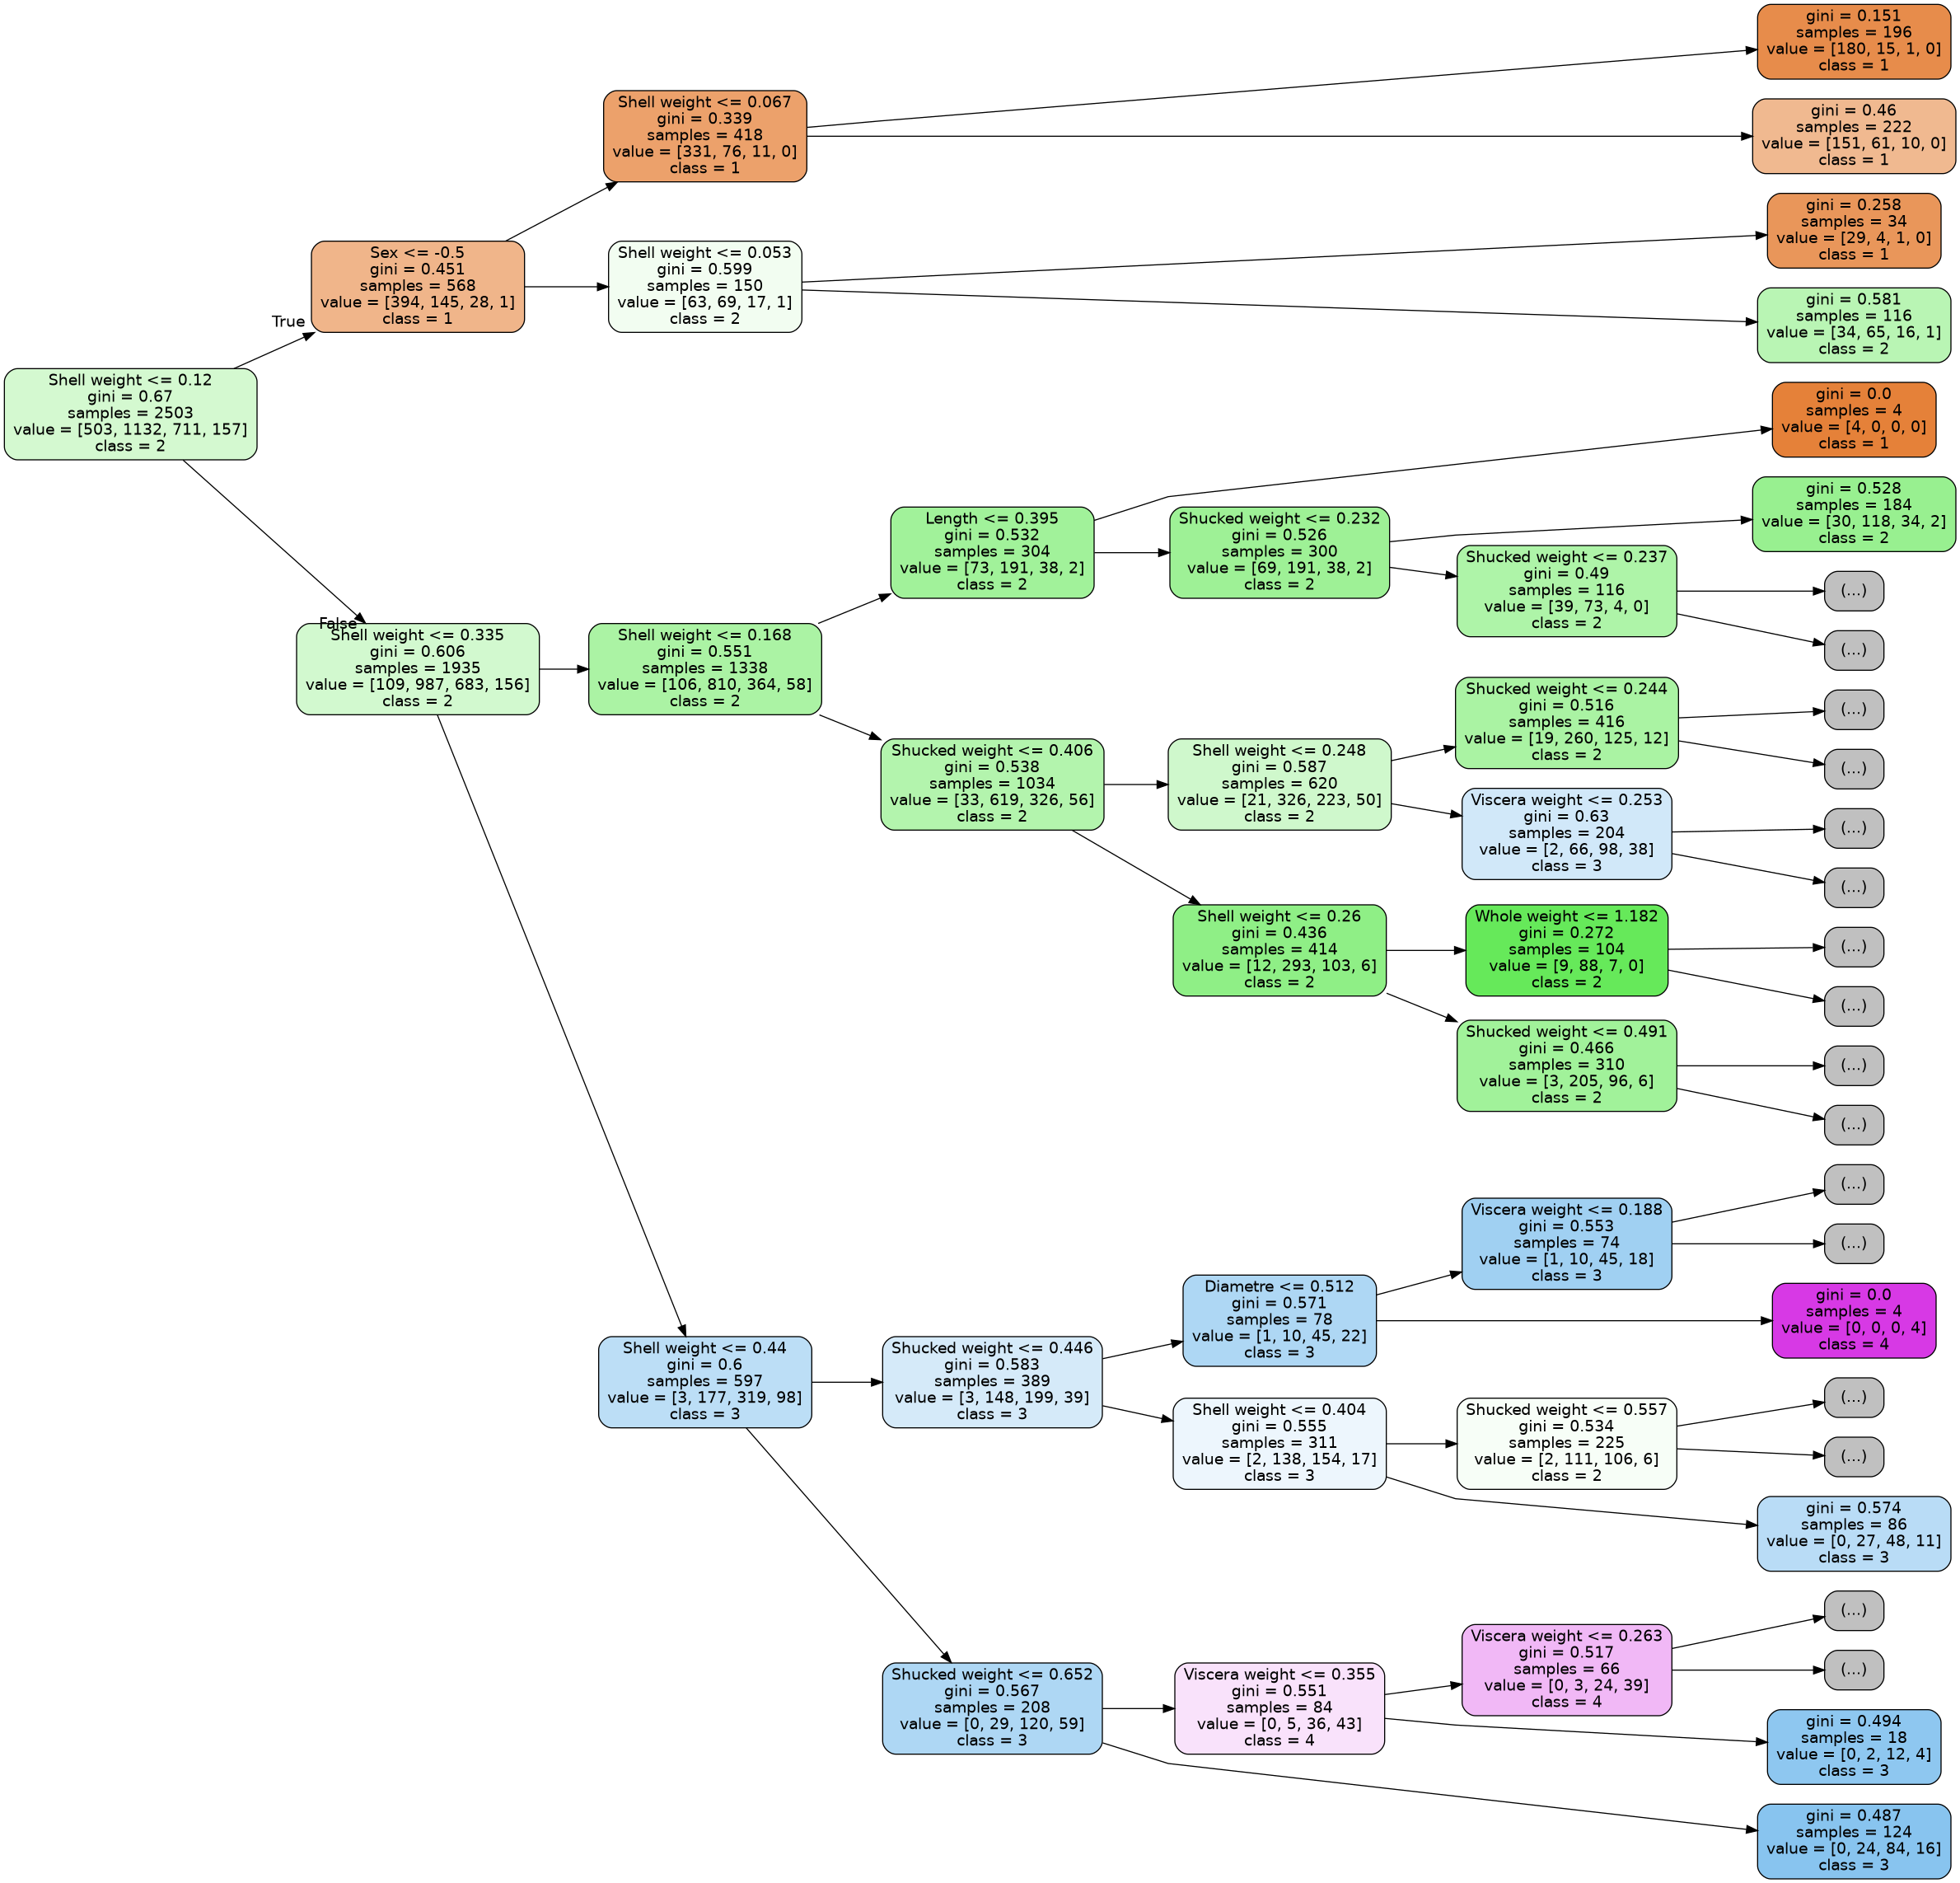 Shell weight <= 0.12
gini = 0.67
samples = 2503
value = [503, 1132, 711, 157]
class = 2
True
False
Sex <= -0.5
gini = 0.451
samples = 568
value = [394, 145, 28, 1]
class = 1
Shell weight <= 0.335
gini = 0.606
samples = 1935
value = [109, 987, 683, 156]
class = 2
Shell weight <= 0.067
gini = 0.339
samples = 418
value = [331, 76, 11, 0]
class = 1
Shell weight <= 0.053
gini = 0.599
samples = 150
value = [63, 69, 17, 1]
class = 2
Shell weight <= 0.168
gini = 0.551
samples = 1338
value = [106, 810, 364, 58]
class = 2
Shell weight <= 0.44
gini = 0.6
samples = 597
value = [3, 177, 319, 98]
class = 3
Length <= 0.395
gini = 0.532
samples = 304
value = [73, 191, 38, 2]
class = 2
Shucked weight <= 0.406
gini = 0.538
samples = 1034
value = [33, 619, 326, 56]
class = 2
Shucked weight <= 0.446
gini = 0.583
samples = 389
value = [3, 148, 199, 39]
class = 3
Shucked weight <= 0.652
gini = 0.567
samples = 208
value = [0, 29, 120, 59]
class = 3
Shucked weight <= 0.232
gini = 0.526
samples = 300
value = [69, 191, 38, 2]
class = 2
Shell weight <= 0.248
gini = 0.587
samples = 620
value = [21, 326, 223, 50]
class = 2
Shell weight <= 0.26
gini = 0.436
samples = 414
value = [12, 293, 103, 6]
class = 2
Diametre <= 0.512
gini = 0.571
samples = 78
value = [1, 10, 45, 22]
class = 3
Shell weight <= 0.404
gini = 0.555
samples = 311
value = [2, 138, 154, 17]
class = 3
Viscera weight <= 0.355
gini = 0.551
samples = 84
value = [0, 5, 36, 43]
class = 4
Shucked weight <= 0.237
gini = 0.49
samples = 116
value = [39, 73, 4, 0]
class = 2
Shucked weight <= 0.244
gini = 0.516
samples = 416
value = [19, 260, 125, 12]
class = 2
Viscera weight <= 0.253
gini = 0.63
samples = 204
value = [2, 66, 98, 38]
class = 3
Whole weight <= 1.182
gini = 0.272
samples = 104
value = [9, 88, 7, 0]
class = 2
Shucked weight <= 0.491
gini = 0.466
samples = 310
value = [3, 205, 96, 6]
class = 2
Viscera weight <= 0.188
gini = 0.553
samples = 74
value = [1, 10, 45, 18]
class = 3
Shucked weight <= 0.557
gini = 0.534
samples = 225
value = [2, 111, 106, 6]
class = 2
Viscera weight <= 0.263
gini = 0.517
samples = 66
value = [0, 3, 24, 39]
class = 4
gini = 0.151
samples = 196
value = [180, 15, 1, 0]
class = 1
gini = 0.46
samples = 222
value = [151, 61, 10, 0]
class = 1
gini = 0.258
samples = 34
value = [29, 4, 1, 0]
class = 1
gini = 0.581
samples = 116
value = [34, 65, 16, 1]
class = 2
gini = 0.0
samples = 4
value = [4, 0, 0, 0]
class = 1
gini = 0.528
samples = 184
value = [30, 118, 34, 2]
class = 2
(...)
(...)
(...)
(...)
(...)
(...)
(...)
(...)
(...)
(...)
(...)
(...)
gini = 0.0
samples = 4
value = [0, 0, 0, 4]
class = 4
(...)
(...)
gini = 0.574
samples = 86
value = [0, 27, 48, 11]
class = 3
(...)
(...)
gini = 0.494
samples = 18
value = [0, 2, 12, 4]
class = 3
gini = 0.487
samples = 124
value = [0, 24, 84, 16]
class = 3